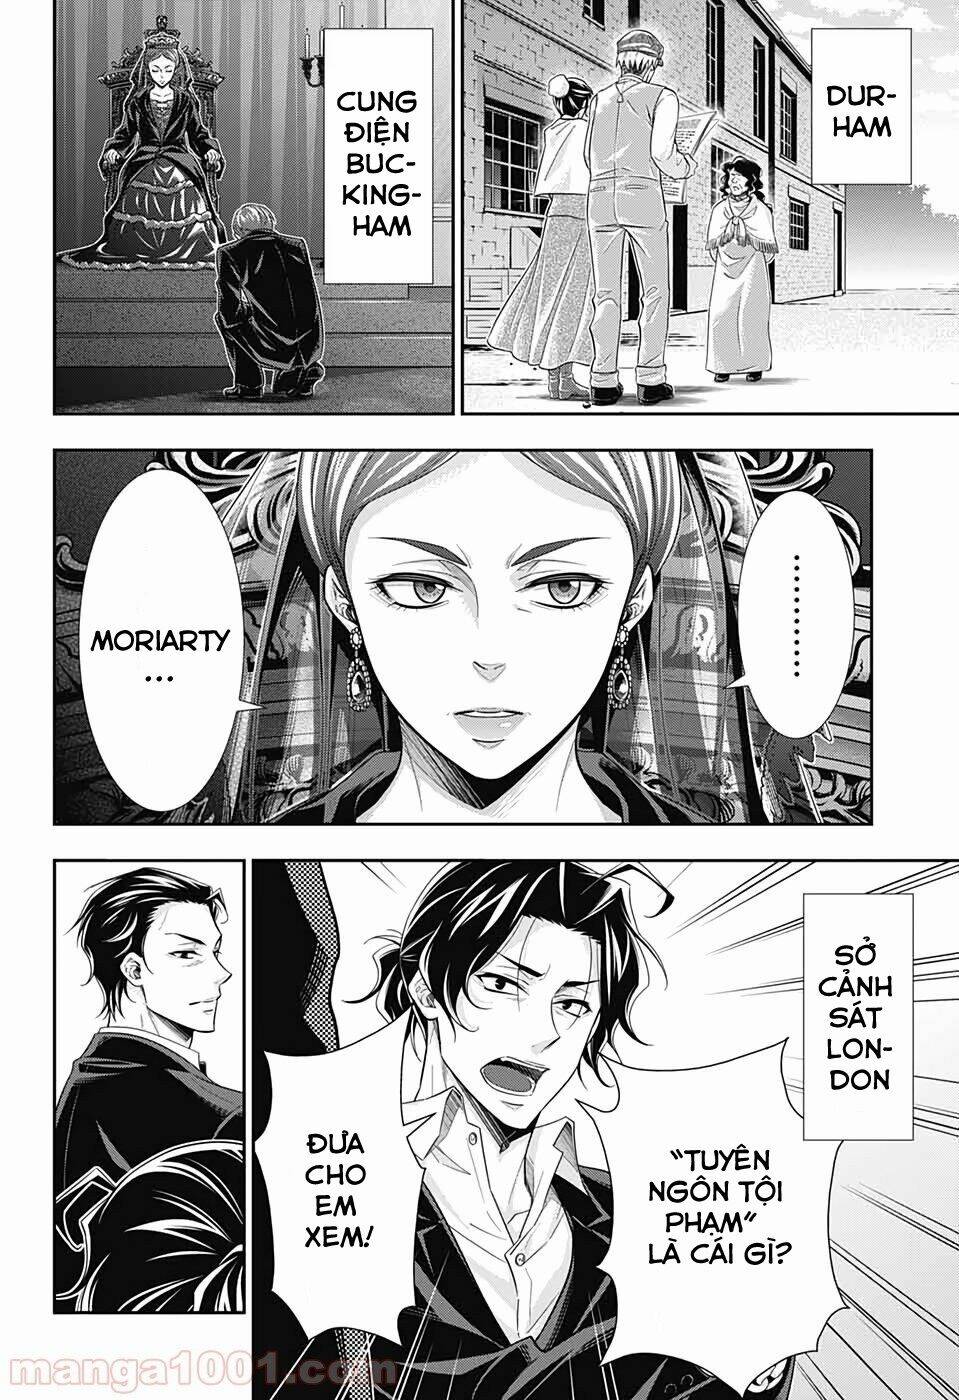 DUR-
HAM
CUNG
ĐIỆN
BUC-
KING-
HAM
.........
MORIARTY
...
SỞ
CẢNH
SÁT
LON-
DON
“TUYÊN
NGÔN TỘI
PHẠM”
LÀ CÁI GÌ?
ĐƯA
CHO
EM
XEM!
manga1001.com